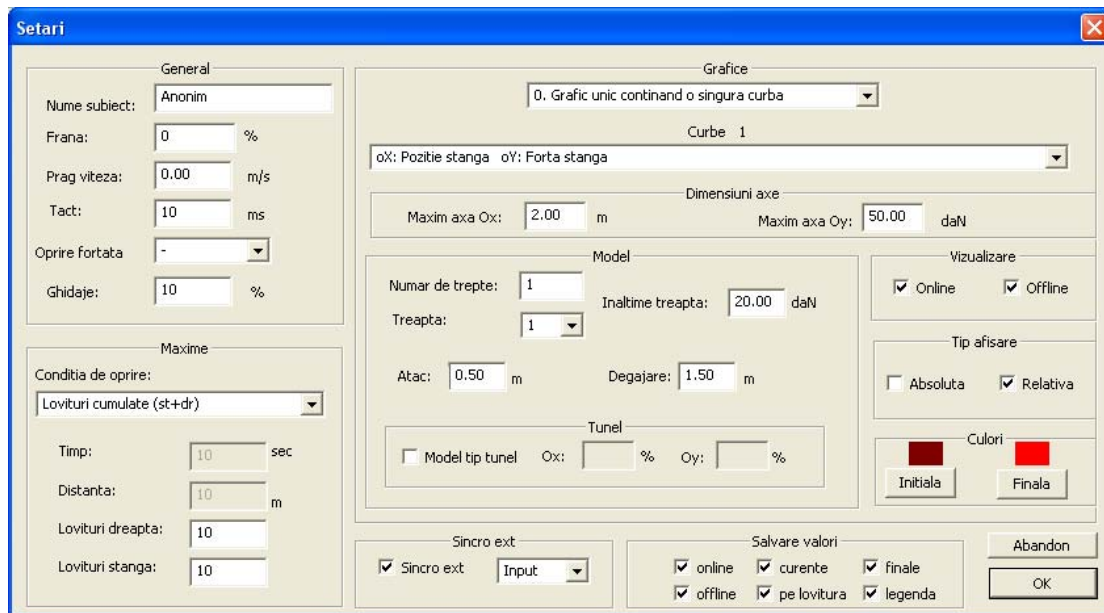 Setari
General
Nume subiect: Anonim
Frana: 0 %
Prag viteza: 0.00 m/s
Tact: 10 ms
Oprire fortata -
Ghidaje: 10 %
Maxime
Conditia de oprire:
Lovituri cumulate (st+dr)
Timp: 10 sec
Distanta: 10 m
Lovituri dreapta: 10
Lovituri stanga: 10
Grafice
0. Grafic unic continand o singura curba
Curbe 1
oX: Pozitie stanga oY: Forta stanga
Dimensiuni axe
Maxim axa Ox: 2.00 m Maxim axa Oy: 50.00 daN
Model
Numar de trepte: 1
Inaltime treapta: 20.00 daN
Treapta: 1
Atac: 0.50 m Degajare: 1.50 m
Tunel
Model tip tunel Ox: % Oy: %
Vizualizare
Online Offline
Tip afisare
Absoluta Relativa
Culori
Initiala Finala
Sincro ext
Sincro ext Input
Salvare valori
online curente finale
offline pe lovitura legenda
Abandon
OK